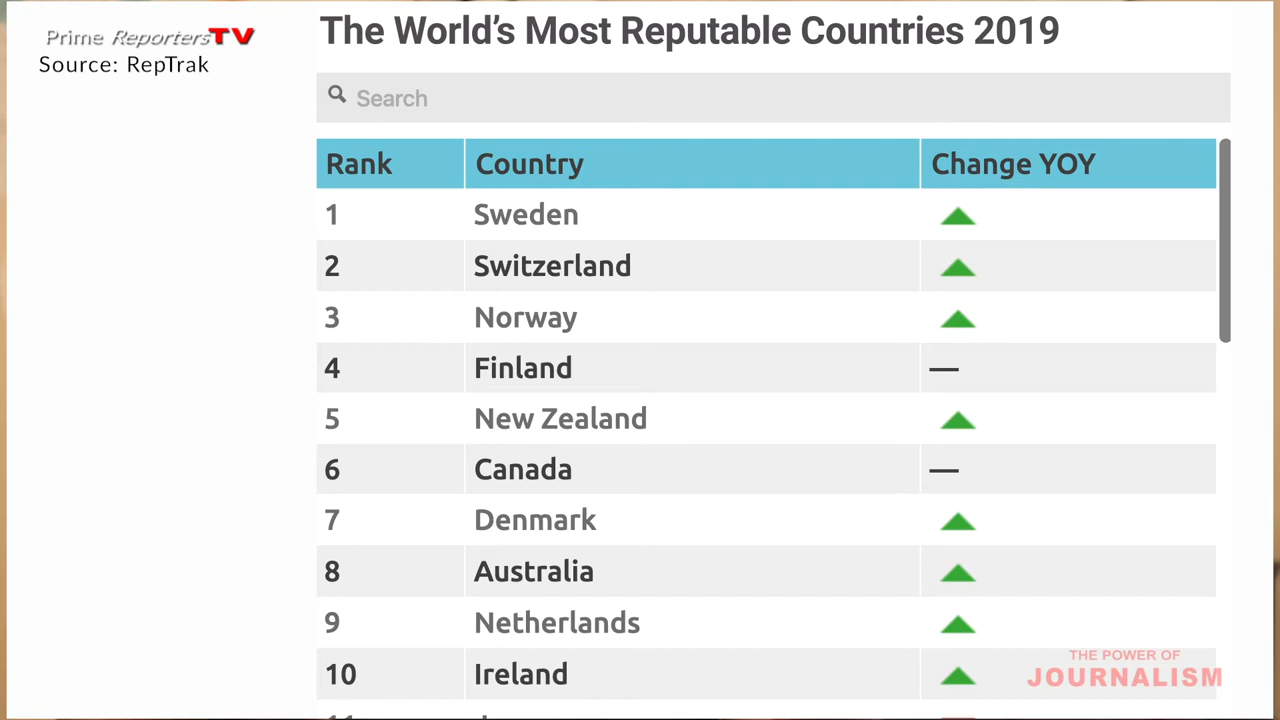 Prime ReportersTV
Source: RepTrak
The World's Most Reputable Countries 2019
Search
Rank Country Change YOY
1 Sweden
2 Switzerland
3 Norway
4 Finland —
5 New Zealand
6 Canada —
7 Denmark
8 Australia
9 Netherlands
10 Ireland
THE POWER OF
JOURNALISM